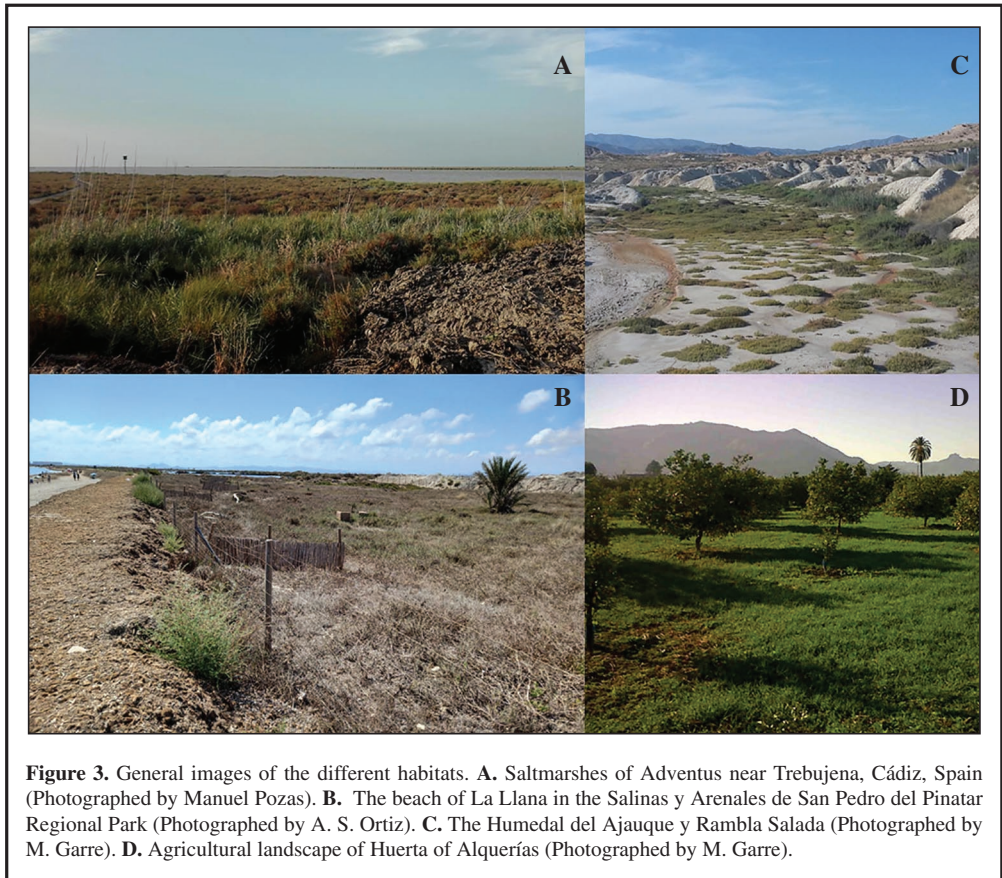 A
C
B
D
Figure 3. General images of the different habitats. A. Saltmarshes of Adventus near Trebujena, Cádiz, Spain
(Photographed by Manuel Pozas). B. The beach of La Llana in the Salinas y Arenales de San Pedro del Pinatar
Regional Park (Photographed by A. S. Ortiz). C. The Humedal del Ajauque y Rambla Salada (Photographed by
M. Garre). D. Agricultural landscape of Huerta of Alquerías (Photographed by M. Garre).